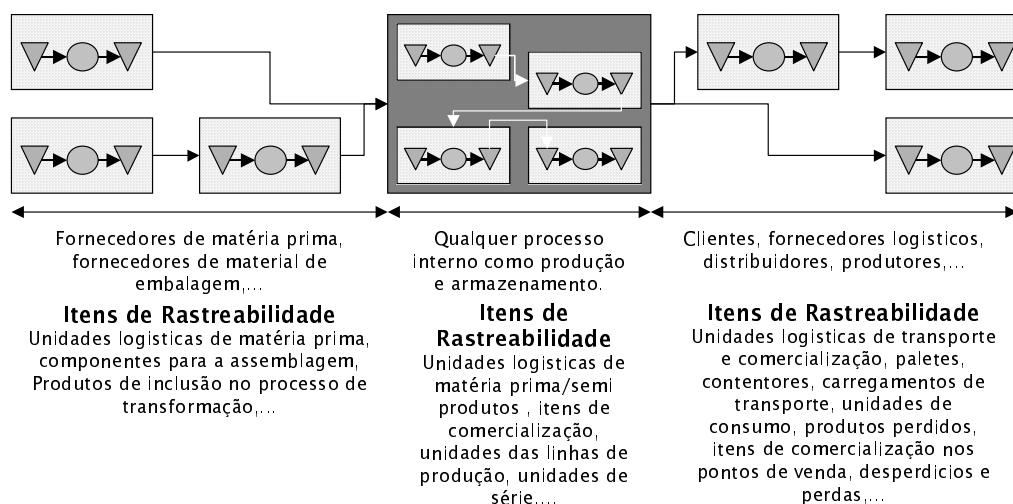 Fornecedores de matéria prima,
fornecedores de material de
embalagem,...
Itens de Rastreabilidade
Unidades logisticas de matéria prima,
componentes para a assemblagem,
Produtos de inclusão no processo de
transformação,...
Qualquer processo
interno como produção
e armazenamento.
Itens de
Rastreabilidade
Unidades logisticas de
matéria prima/semi
produtos , itens de
comercialização,
unidades das linhas de
produção, unidades de
série,...
Clientes, fornecedores logisticos,
distribuidores, produtores,...
Itens de Rastreabilidade
Unidades logisticas de transporte
e comercialização, paletes,
contentores, carregamentos de
transporte, unidades de
consumo, produtos perdidos,
itens de comercialização nos
pontos de venda, desperdicios e
perdas,...